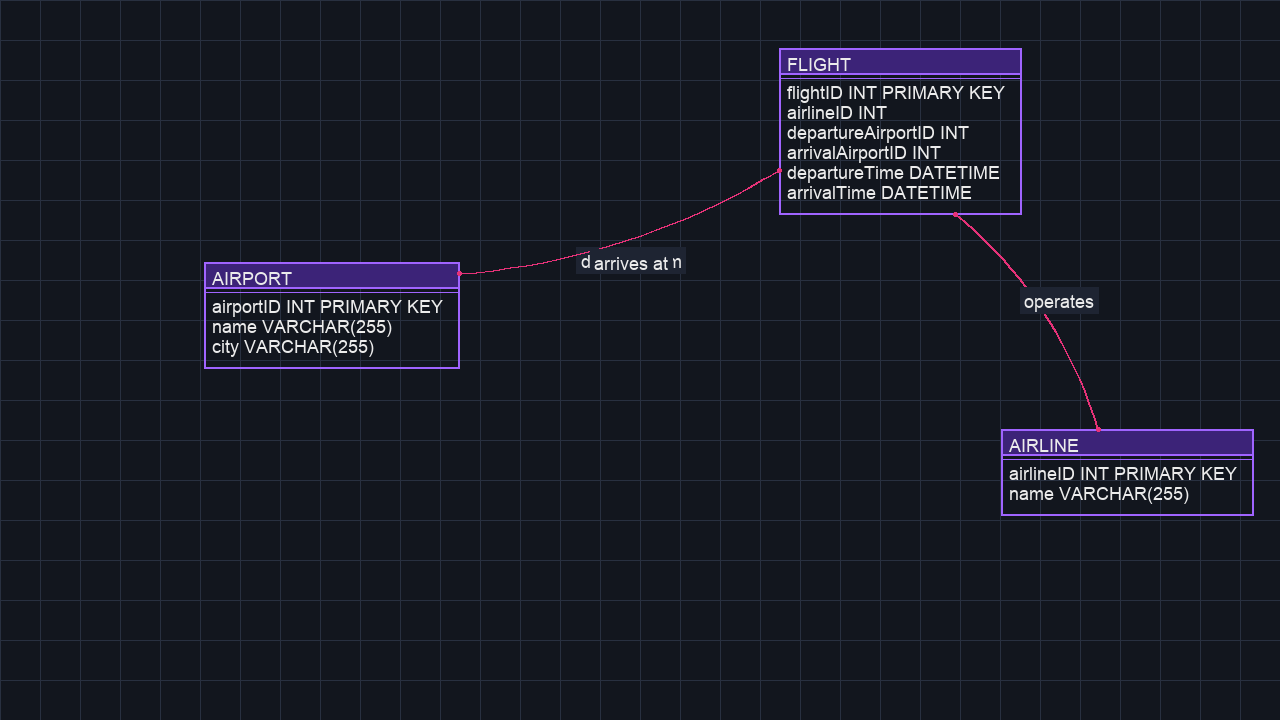 FLIGHT
flightID INT PRIMARY KEY
airlineID INT
departureAirportID INT
arrivalAirportID INT
departureTime DATETIME
arrivalTime DATETIME
arrives at
AIRPORT
airportID INT PRIMARY KEY
name VARCHAR(255)
city VARCHAR(255)
operates
AIRLINE
airlineID INT PRIMARY KEY
name VARCHAR(255)